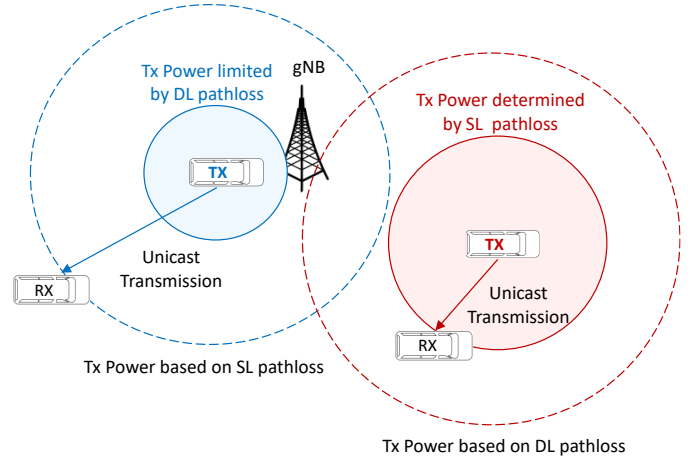 Tx Power limited
by DL pathloss
gNB
TX
Unicast
Transmission
RX
Tx Power based on SL pathloss
Tx Power determined
by SL pathloss
TX
Unicast
Transmission
RX
Tx Power based on DL pathloss